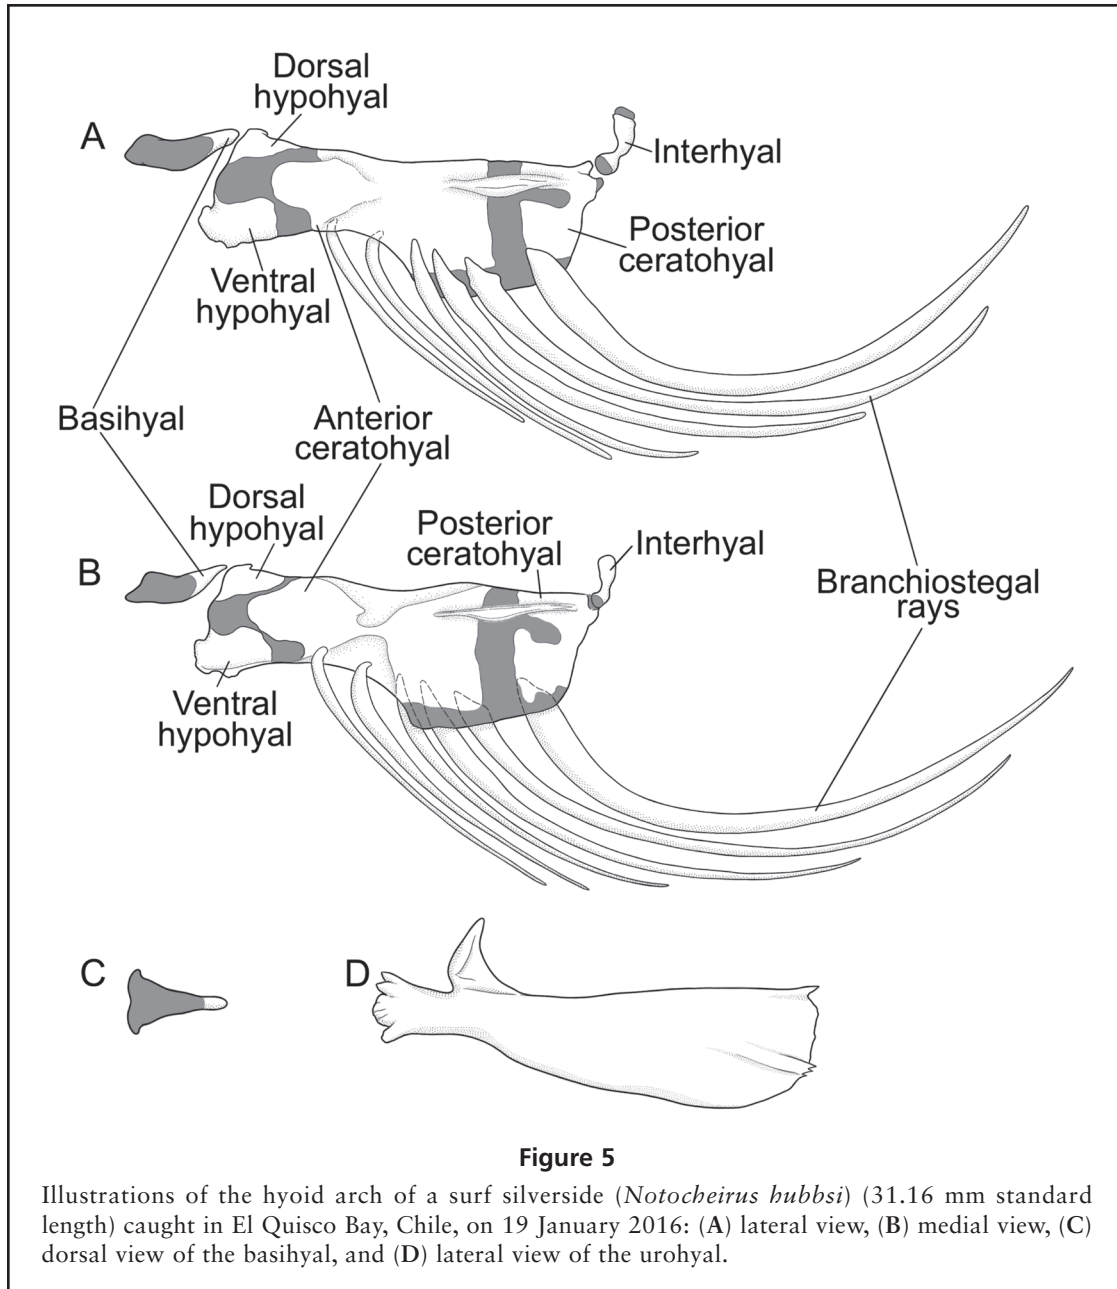 Dorsal
hypohyal
A
Interhyal
Posterior
ceratohyal
Ventral
hypohyal
Basihyal
Anterior
ceratohyal
Dorsal
hypohyal
Posterior
ceratohyal
Interhyal
B
Branchiostegal
rays
Ventral
hypohyal
C
D
Figure 5
Illustrations of the hyoid arch of a surf silverside (Notocheirus hubbsi) (31.16 mm standard
length) caught in El Quisco Bay, Chile, on 19 January 2016: (A) lateral view, (B) medial view, (C)
dorsal view of the basihyal, and (D) lateral view of the urohyal.